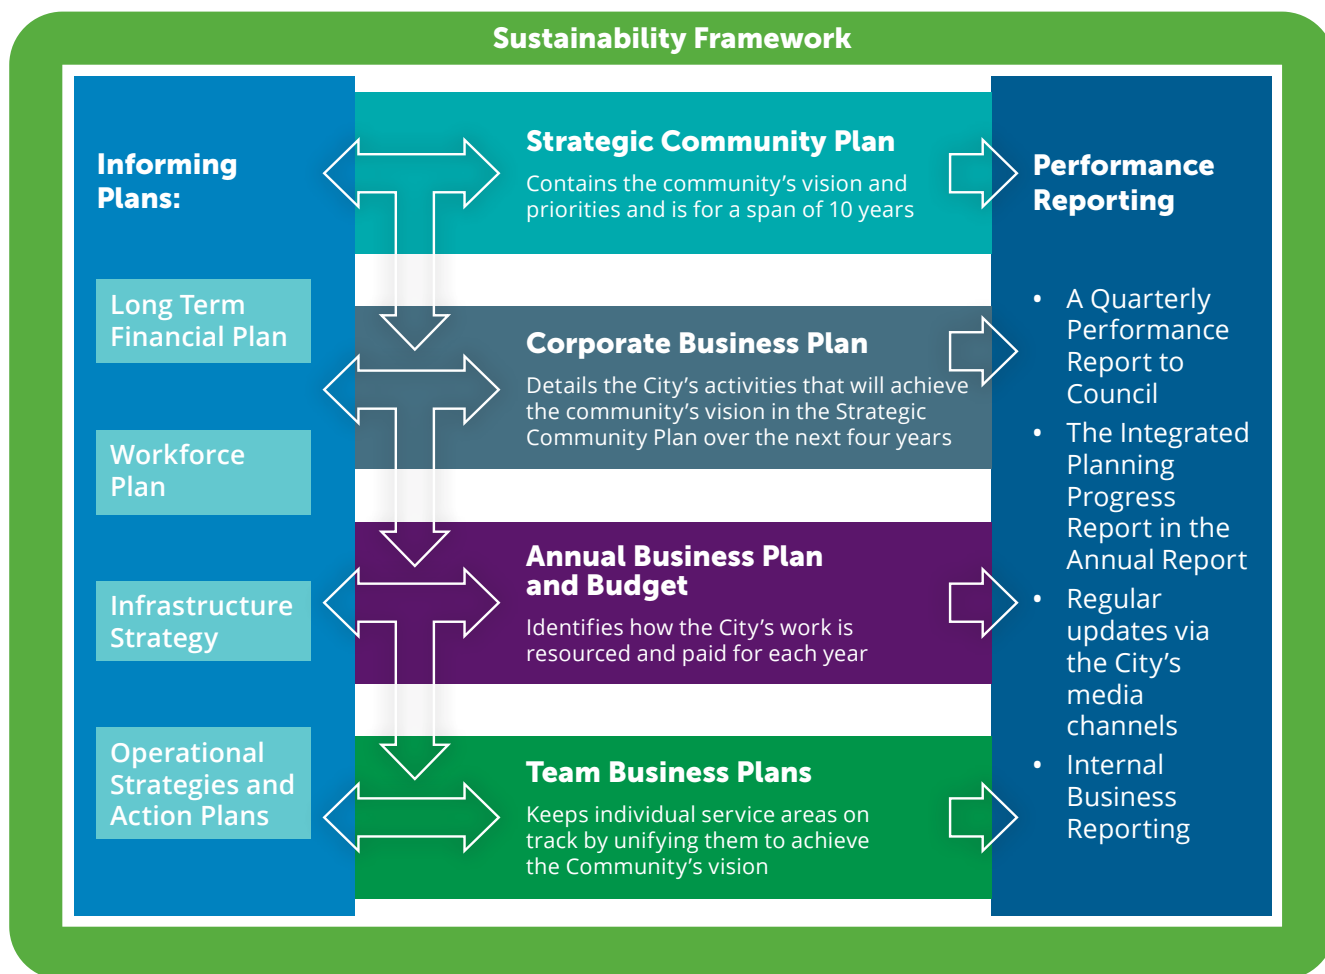 Sustainability Framework
Informing
Plans:
Long Term
Financial Plan
Workforce
Plan
Infrastructure
Strategy
Operational
Strategies and
Action Plans
Strategic Community Plan
Contains the community’s vision and
priorities and is for a span of 10 years
Corporate Business Plan
Details the City’s activities that will achieve
the community’s vision in the Strategic
Community Plan over the next four years
Annual Business Plan
and Budget
Identifies how the City’s work is
resourced and paid for each year
Team Business Plans
Keeps individual service areas on
track by unifying them to achieve
the Community’s vision
Performance
Reporting
• A Quarterly
Performance
Report to
Council
• The Integrated
Planning
Progress
Report in the
Annual Report
• Regular
updates via
the City’s
media
channels
• Internal
Business
Reporting